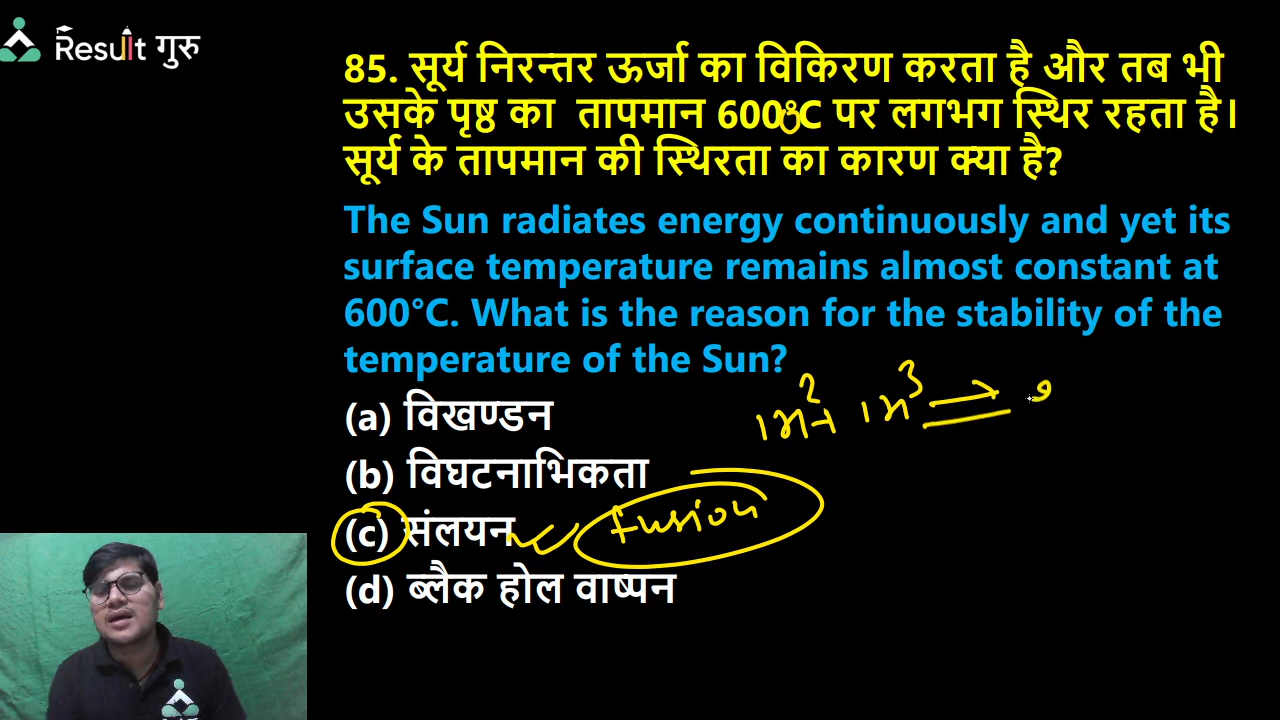 Result गुरु
85. सूर्य निरन्तर ऊर्जा का विकिरण करता है और तब भी
उसके पृष्ठ का तापमान 600°C पर लगभग स्थिर रहता है।
सूर्य के तापमान की स्थिरता का कारण क्या है?
The Sun radiates energy continuously and yet its
surface temperature remains almost constant at
600°C. What is the reason for the stability of the
temperature of the Sun?
(a) विखण्डन
(b) विघटनाभिकता
(c) संलयन Fusion
(d) ब्लैक होल वाष्पन